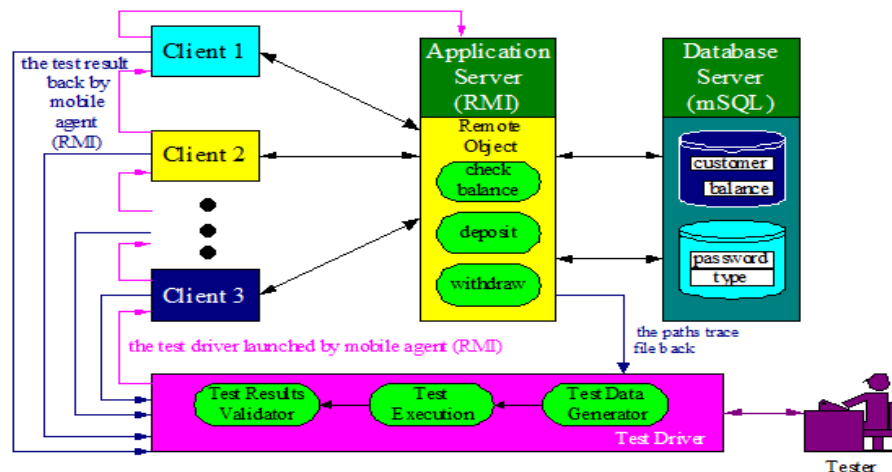 Client 1
the test result
back by
mobile
agent
(RMI)
Client 2
Client 3
Application
Server
(RMI)
Remote
Object
check
balance
deposit
withdraw
Database
Server
(mSQL)
customer
balance
password
type
the paths trace
file back
the test driver launched by mobile agent (RMI)
Test Results
Validator
Test
Execution
Test Data
Generator
Test Driver
Tester